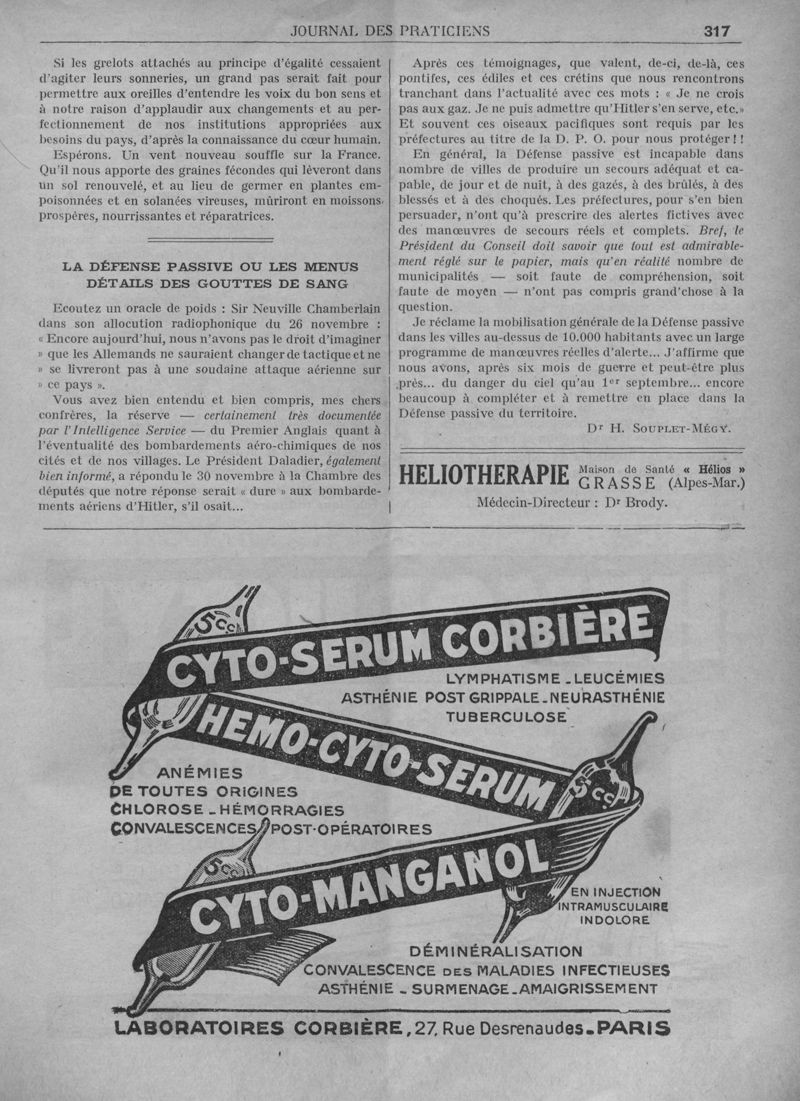 JOURNAL DES PRATICIENS 317
Si les grelots attachés au principe d'égalité cessaient
d'agiter leurs sonneries, un grand pas serait fait pour
permettre aux oreilles d'entendre les voix du bon sens et
à notre raison d'applaudir aux changements et au per-
fectionnement de nos institutions appropriées aux
besoins du pays, d'après la connaissance du cœur humain.
Espérons. Un vent nouveau souffle sur la France.
Qu'il nous apporte des graines fécondes qui lèveront dans
un sol renouvelé, et au lieu de germer en plantes em-
poisonnées et en solanées vireuses, mûriront en moissons
prospères, nourrissantes et réparatrices.
LA DÉFENSE PASSIVE OU LES MENUS
DÉTAILS DES GOUTTES DE SANG
Ecoutez un oracle de poids : Sir Neuville Chamberlain
dans son allocution radiophonique du 26 novembre :
« Encore aujourd'hui, nous n'avons pas le droit d'imaginer
» que les Allemands ne sauraient changer de tactique et ne
» se livreront pas à une soudaine attaque aérienne sur
» ce pays ».
Vous avez bien entendu et bien compris, mes chers
confrères, la réserve — certainement très documentée
par l'Intelligence Service — du Premier Anglais quant à
l'éventualité des bombardements aéro-chimiques de nos
cités et de nos villages. Le Président Daladier, également
bien informé, a répondu le 30 novembre à la Chambre des
députés que notre réponse serait « dure » aux bombarde-
ments aériens d'Hitler, s'il osait...
Après ces témoignages, que valent, de-ci, de-là, ces
pontifes, ces édiles et ces crétins que nous rencontrons
tranchant dans l'actualité avec ces mots : « Je ne crois
pas aux gaz. Je ne puis admettre qu'Hitler s'en serve, etc.»
Et souvent ces oiseaux pacifiques sont requis par les
préfectures au titre de la D. P. O. pour nous protéger ! !
En général, la Défense passive est incapable dans
nombre de villes de produire un secours adéquat et ca-
pable, de jour et de nuit, à des gazés, à des brûlés, à des
blessés et à des choqués. Les préfectures, pour s'en bien
persuader, n'ont qu'à prescrire des alertes fictives avec
des manœuvres de secours réels et complets. Bref, le
Président du Conseil doit savoir que tout est admirable-
ment réglé sur le papier, mais qu'en réalité nombre de
municipalités — soit faute de compréhension, soit
faute de moyen — n'ont pas compris grand'chose à la
question.
Je réclame la mobilisation générale de la Défense passive
dans les villes au-dessus de 10.000 habitants avec un large
programme de manœuvres réelles d'alerte... J'affirme que
nous avons, après six mois de guerre et peut-être plus
près... du danger du ciel qu'au 1er septembre... encore
beaucoup à compléter et à remettre en place dans la
Défense passive du territoire.
Dr H. SOUPLET-MÉGY.
HELIOTHERAPIE Maison de Santé « Hélios »
GRASSE (Alpes-Mar.)
Médecin-Directeur : Dr Brody.
5cc
CYTO-SERUM CORBIÈRE
LYMPHATISME - LEUCÉMIES
ASTHÉNIE POST GRIPPALE - NEURASTHÉNIE
TUBERCULOSE
HEMO-CYTO-SERUM
5cc
ANÉMIES
DE TOUTES ORIGINES
CHLOROSE - HÉMORRAGIES
CONVALESCENCES POST-OPÉRATOIRES
5cc
CYTO-MANGANOL
EN INJECTION
INTRAMUSCULAIRE
INDOLORE
DÉMINÉRALISATION
CONVALESCENCE DES MALADIES INFECTIEUSES
ASTHÉNIE - SURMENAGE - AMAIGRISSEMENT
LABORATOIRES CORBIÈRE, 27, Rue Desrenaudes - PARIS